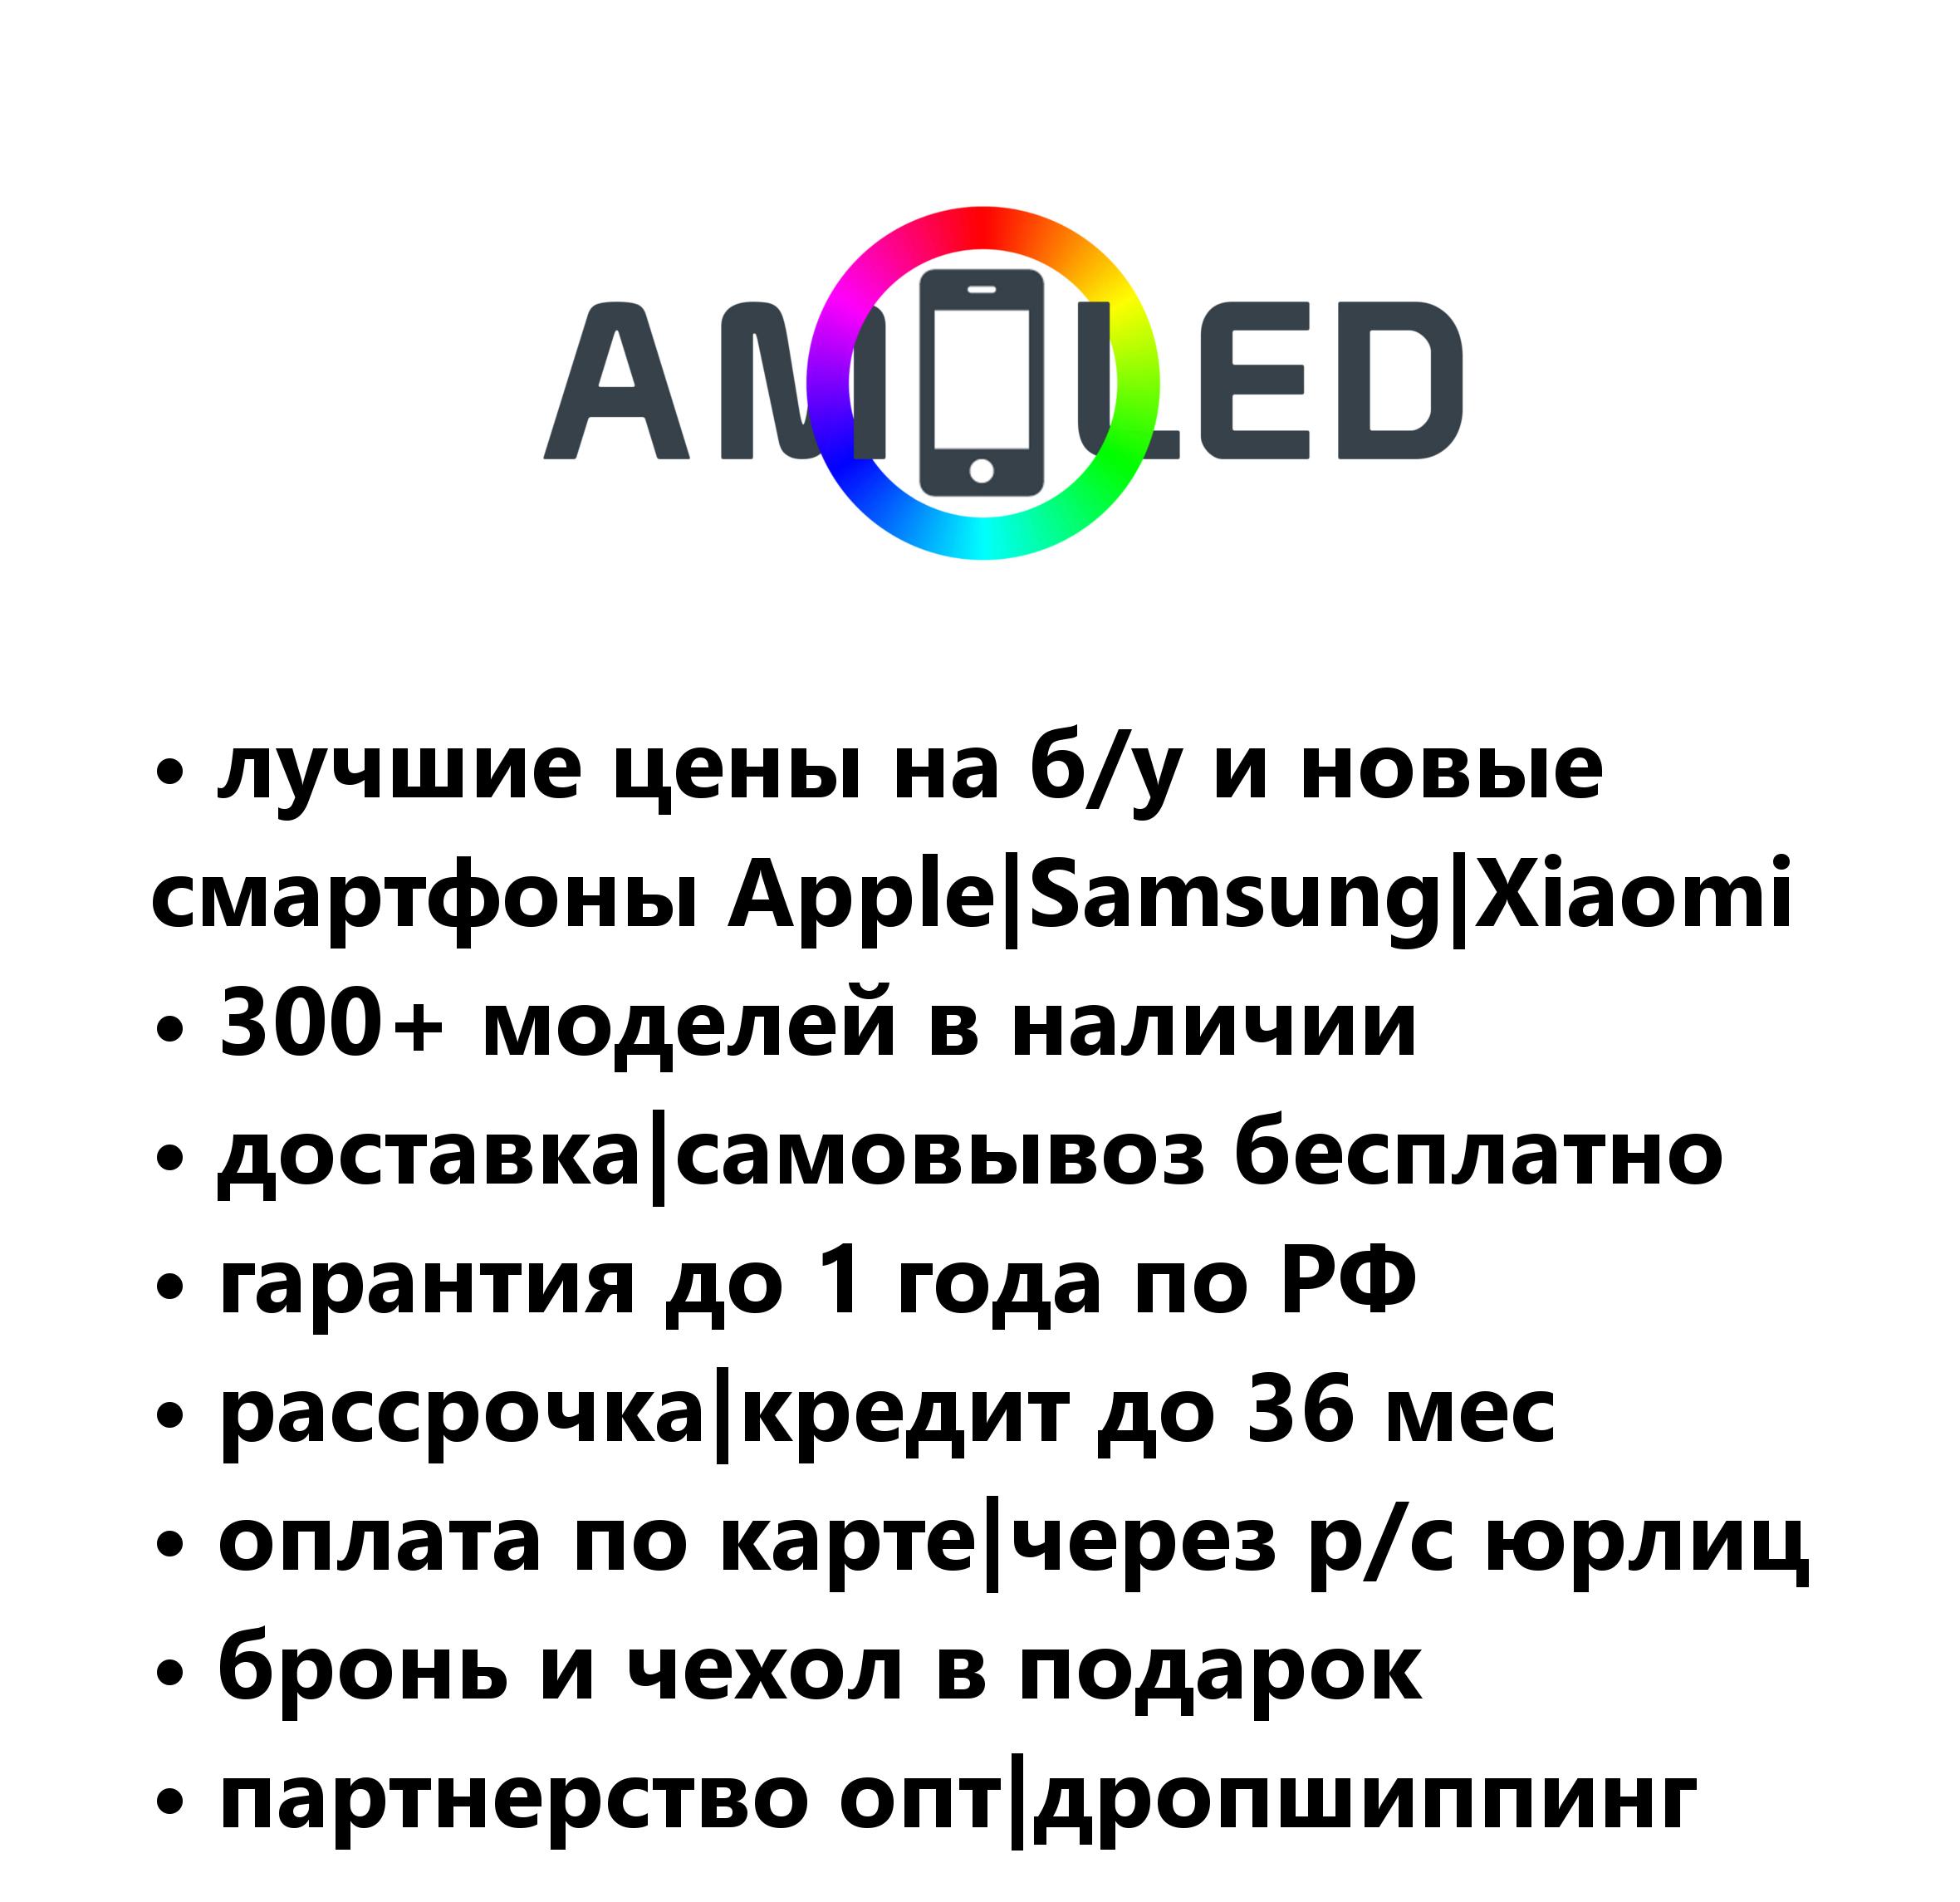 AMOLED
• лучшие цены на б/у и новые
смартфоны Apple|Samsung|Xiaomi
• 300+ моделей в наличии
• доставка|самовывоз бесплатно
• гарантия до 1 года по РФ
• рассрочка|кредит до 36 мес
• оплата по карте|через р/с юрлиц
• бронь и чехол в подарок
• партнерство опт|дропшиппинг